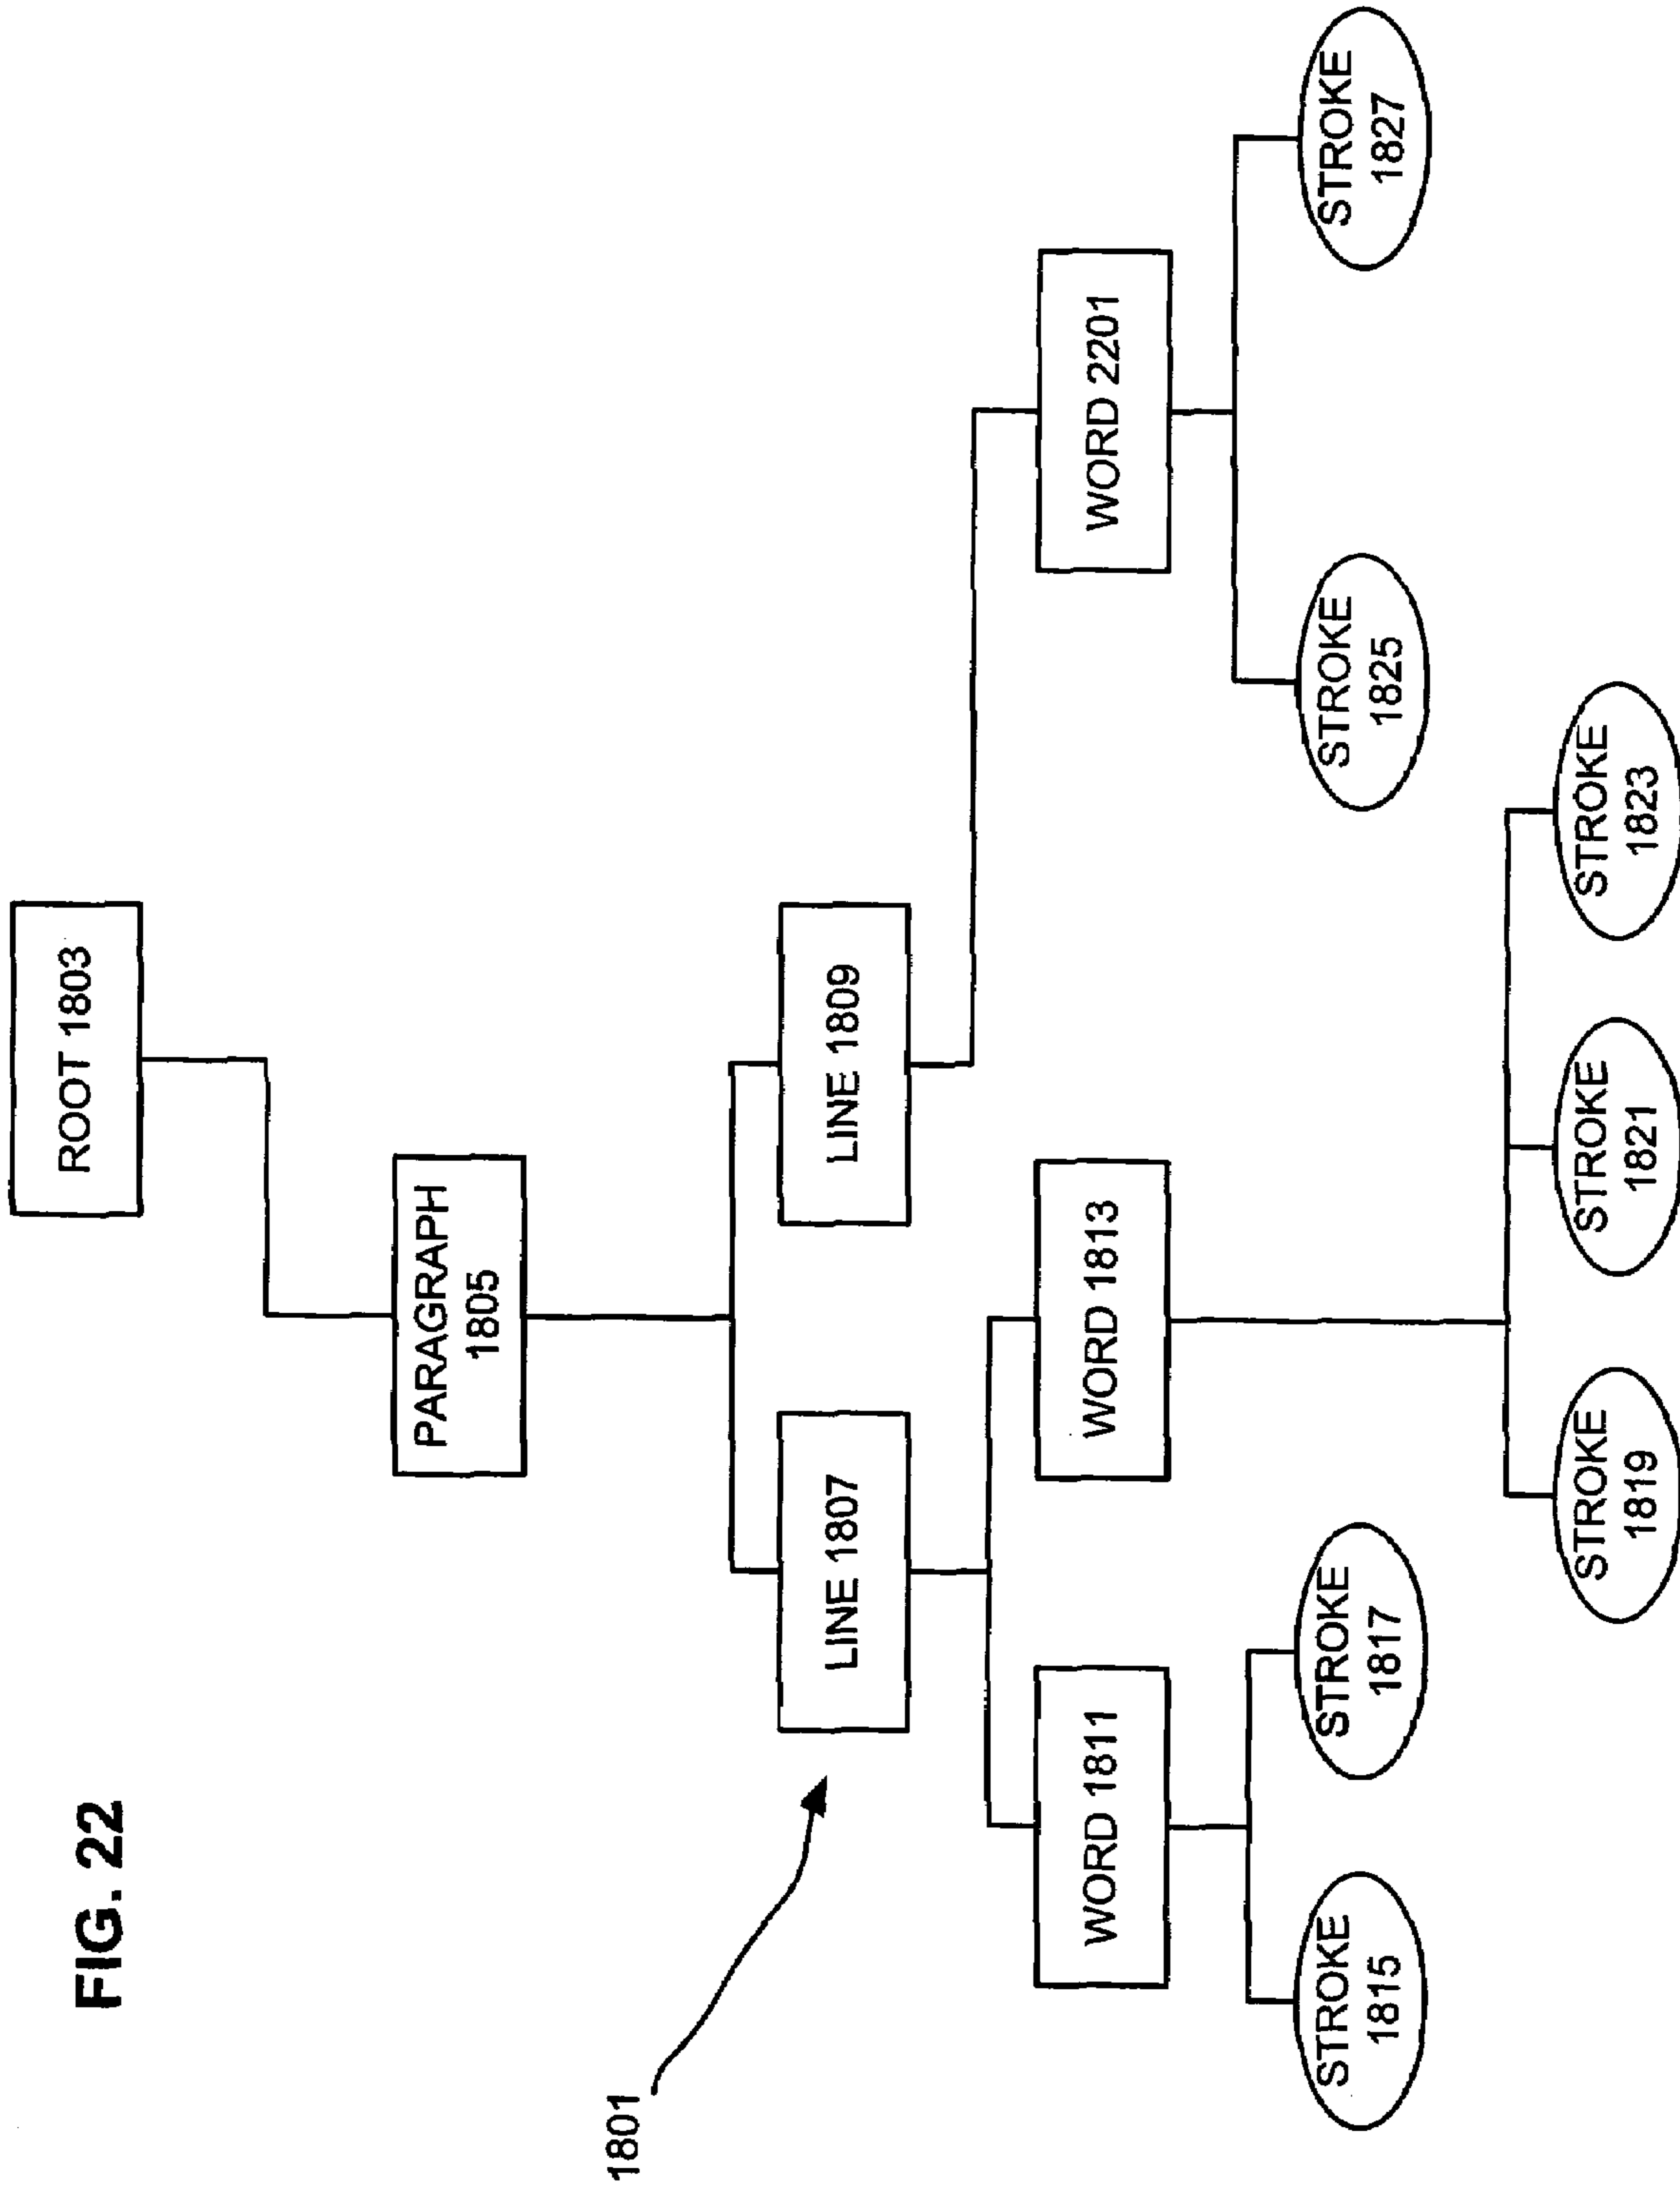 FIG. 22
1801
ROOT 1803
PARAGRAPH
1805
LINE 1807
LINE 1809
WORD 1811
WORD 1813
WORD 2201
STROKE
1815
STROKE
1817
STROKE
1825
STROKE
1827
STROKE
1819
STROKE
1821
STROKE
1823